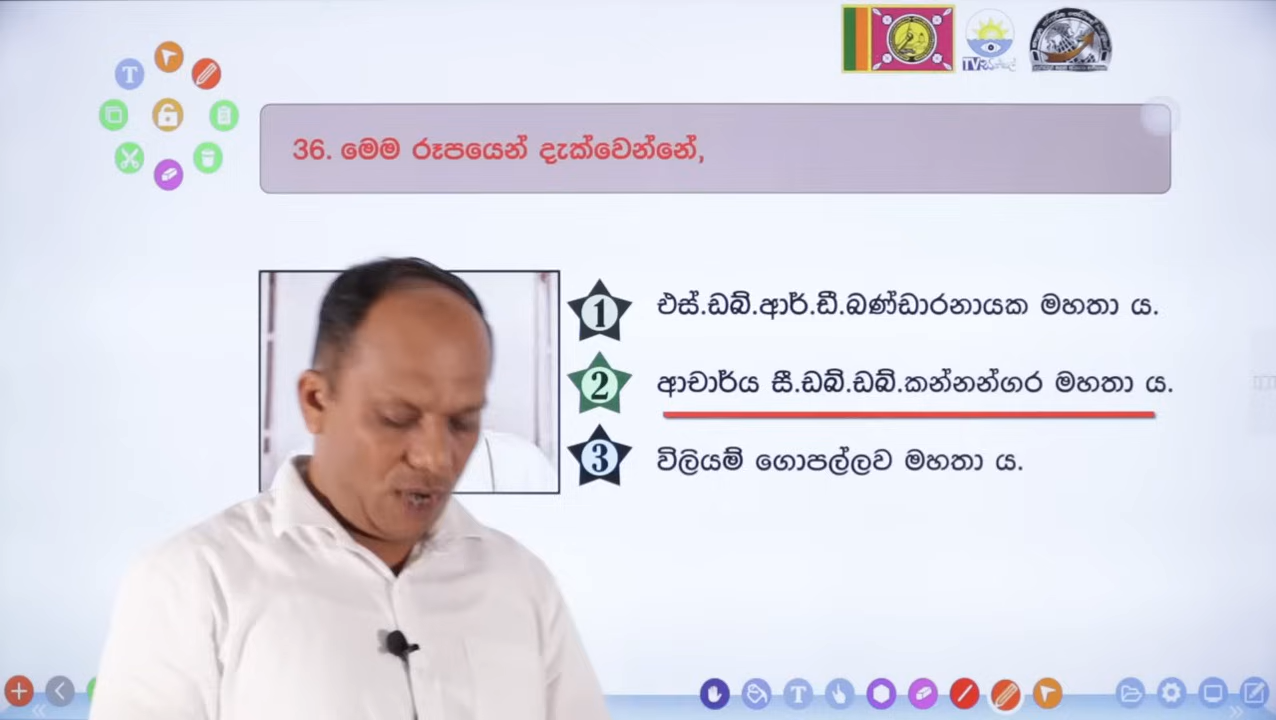 36. මෙම රූපයෙන් දැක්වෙන්නේ,
1 එස්.ඩබ්.ආර්.ඩී.බණ්ඩාරනායක මහතා ය.
2 ආචාර්ය සී.ඩබ්.ඩබ්.කන්නන්ගර මහතා ය.
3 විලියම් ගොපල්ලව මහතා ය.